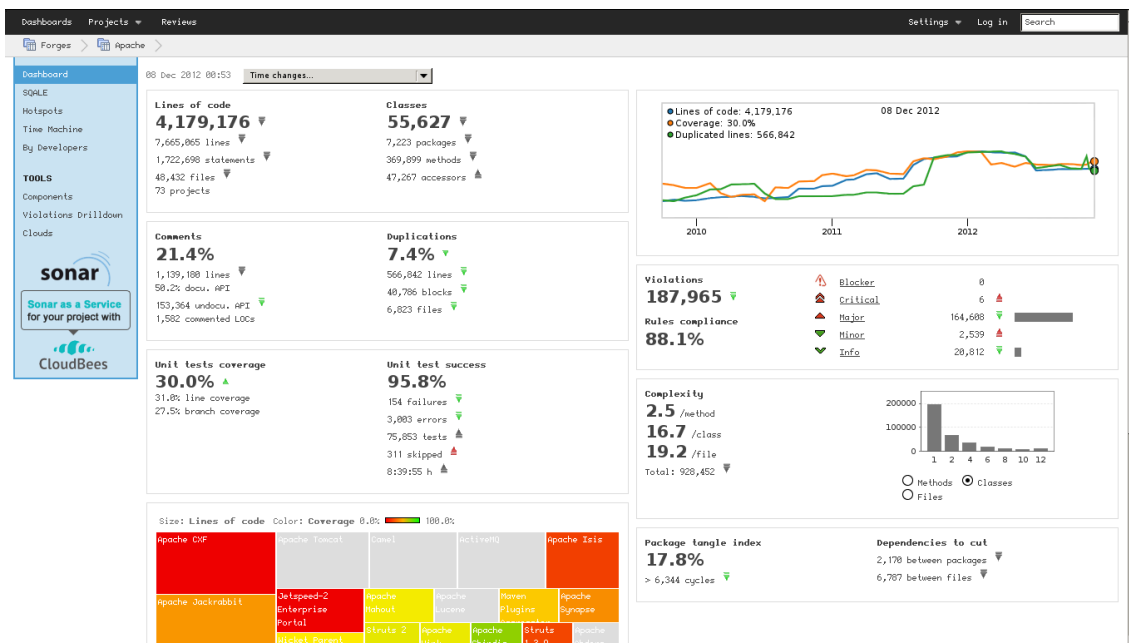 Dashboards Projects Reviews Settings Log in Search
Forges Apache
Dashboard
SQALE
Hotspots
Time Machine
By Developers
TOOLS
Components
Violations Drilldown
Clouds
sonar
Sonar as a Service
for your project with
CloudBees
08 Dec 2012 00:53 Time changes...
Lines of code
4,179,176
7,665,065 lines
1,722,698 statements
48,432 files
73 projects
Classes
55,627
7,223 packages
369,899 methods
47,267 accessors
Comments
21.4%
1,139,180 lines
50.2% docu. API
153,364 undocu. API
1,582 commented LOCs
Duplications
7.4%
566,842 lines
40,786 blocks
6,823 files
Unit tests coverage
30.0%
31.0% line coverage
27.5% branch coverage
Unit test success
95.8%
154 failures
3,003 errors
75,853 tests
311 skipped
8:39:55 h
Size: Lines of code Color: Coverage 0.0% 100.0%
Apache CXF
Apache Tomcat
Camel
ActiveMQ
Apache Isis
Apache Jackrabbit
Jetspeed-2
Enterprise
Portal
Apache
Mahout
Apache
Lucene
Maven
Plugins
Apache
Synapse
Wicket Parent
Struts 2
Apache
Apache
Struts
Apache
Lines of code: 4,179,176 08 Dec 2012
Coverage: 30.0%
Duplicated lines: 566,842
2010 2011 2012
Violations
187,965
Rules compliance
88.1%
Blocker 0
Critical 6
Major 164,608
Minor 2,539
Info 20,812
Complexity
2.5 /method
16.7 /class
19.2 /file
Total: 928,452
200000
100000
0
1 2 4 6 8 10 12
Methods Classes
Files
Package tangle index
17.8%
> 6,344 cycles
Dependencies to cut
2,170 between packages
6,787 between files